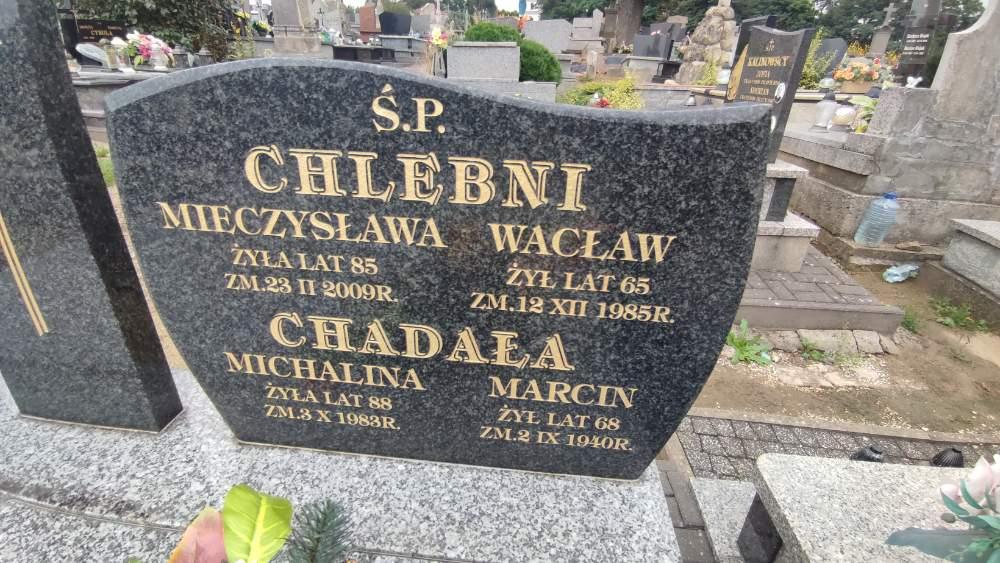 Ś.P.
CHLEBNI
MIECZYSŁAWA
ŻYŁA LAT 85
ZM.23 II 2009R.
WACŁAW
ŻYŁ LAT 65
ZM.12 XII 1985R.
CHADAŁA
MICHALINA
ŻYŁA LAT 88
ZM.3 X 1983R.
MARCIN
ŻYŁ LAT 68
ZM.2 IX 1940R.
Ś.P.
KALINOWSCY